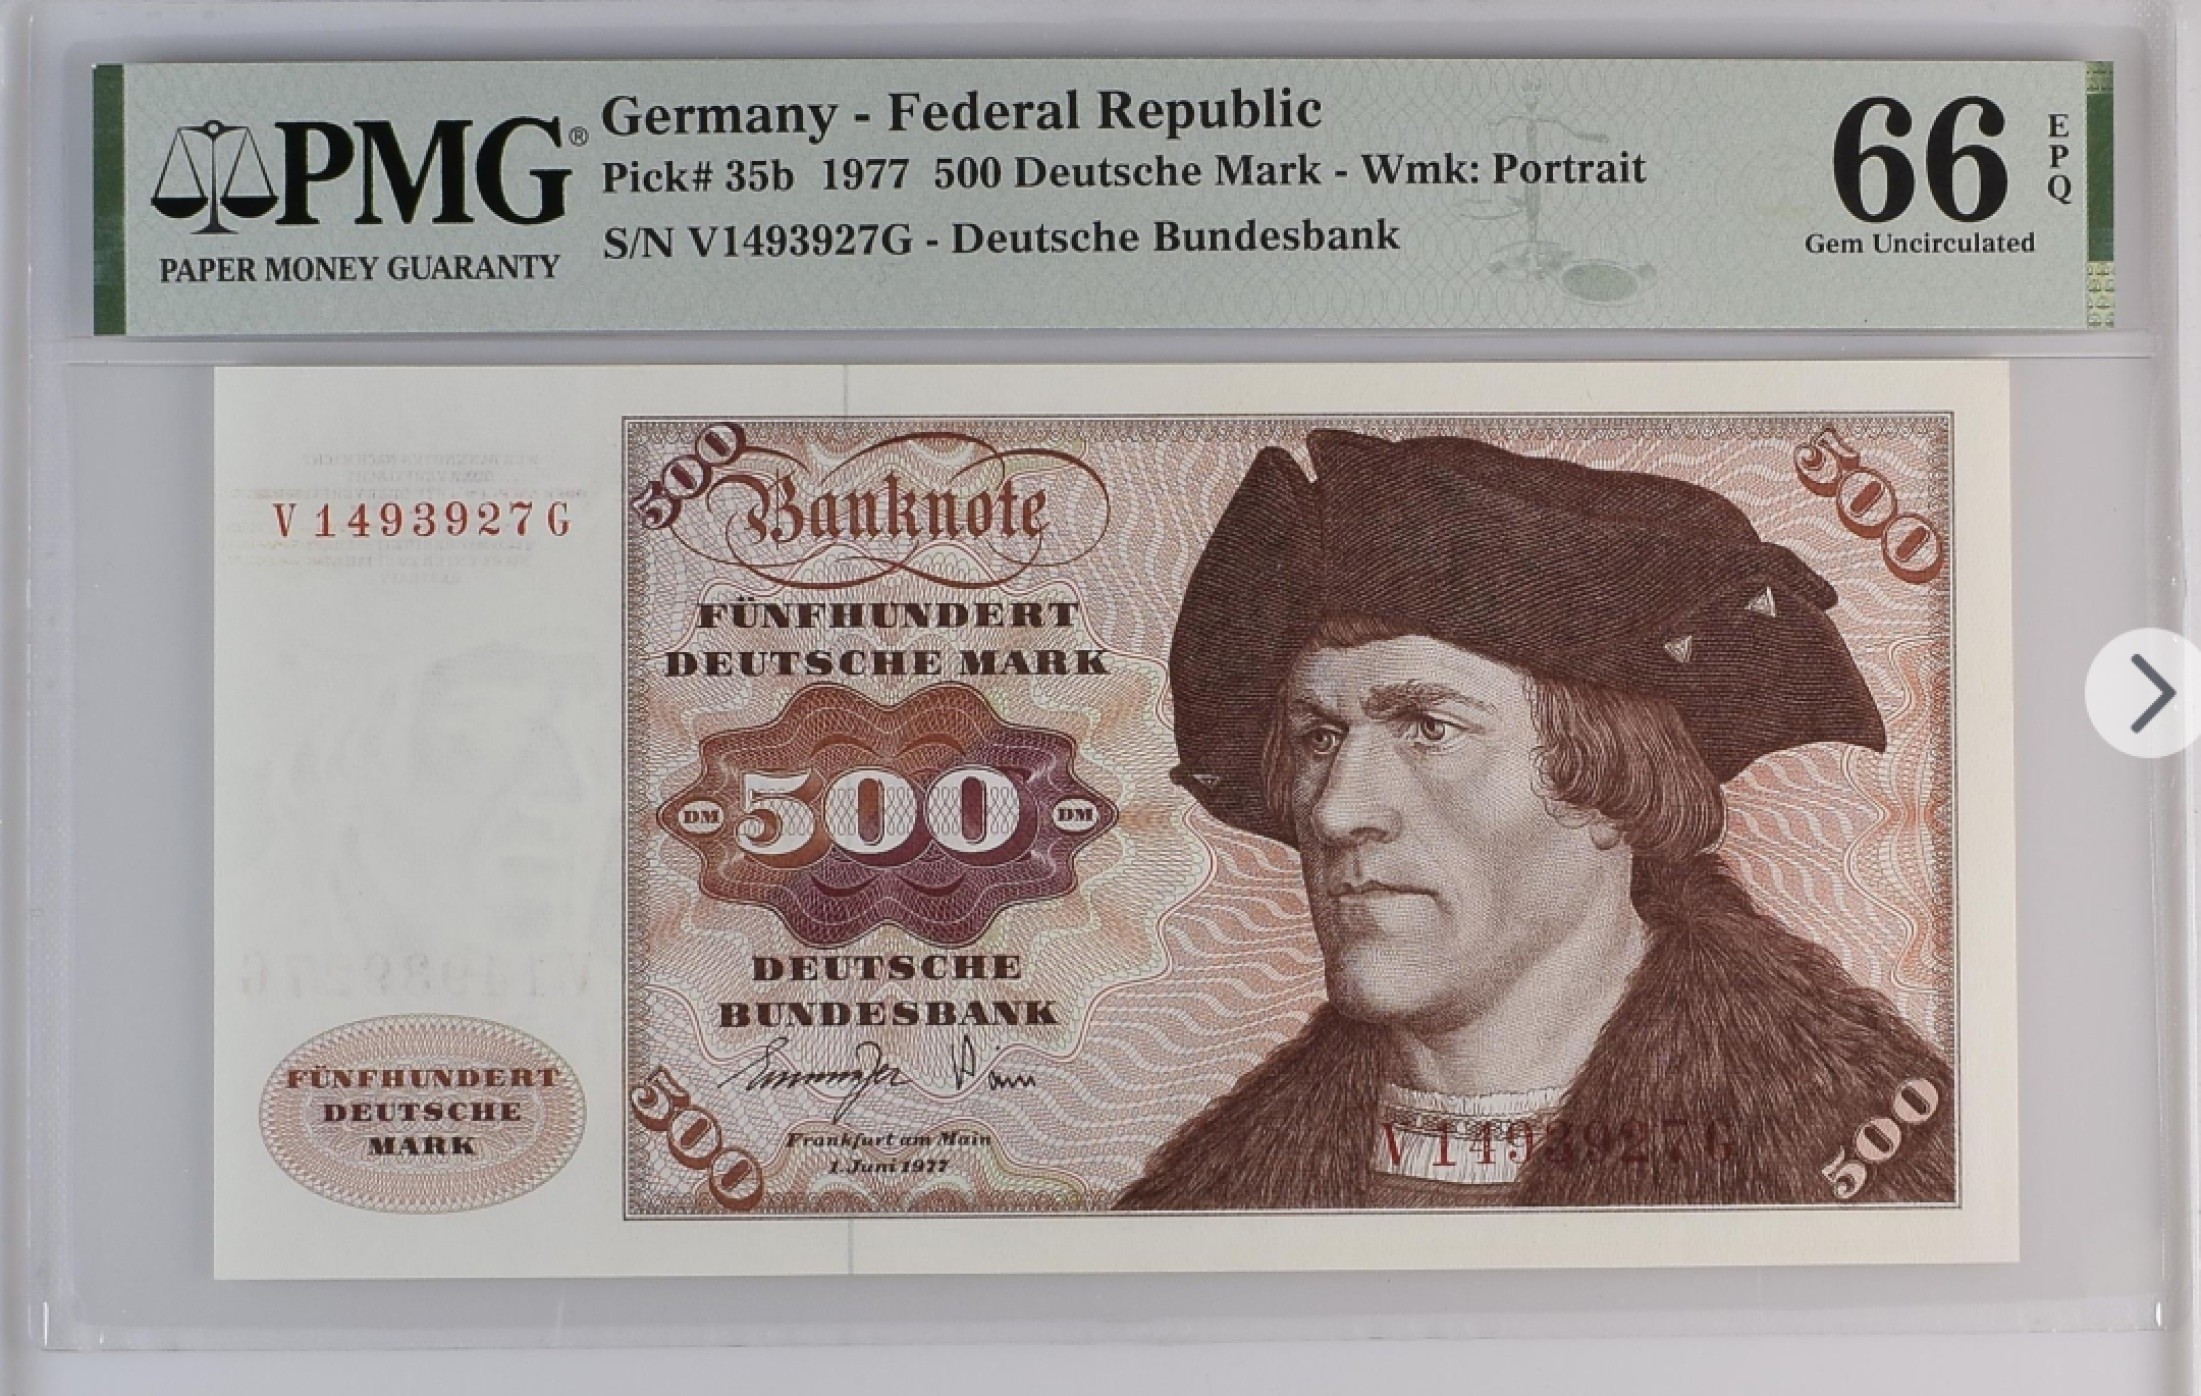 PMG®
PAPER MONEY GUARANTY
Germany - Federal Republic
Pick# 35b 1977 500 Deutsche Mark - Wmk: Portrait
S/N V1493927G - Deutsche Bundesbank
66
EPQ
Gem Uncirculated
V1493927G
500
Banknote
500
FÜNFHUNDERT
DEUTSCHE MARK
DM 500 DM
DEUTSCHE
BUNDESBANK
Frankfurt am Main
1. Juni 1977
FÜNFHUNDERT
DEUTSCHE
MARK
500
V1493927G
500